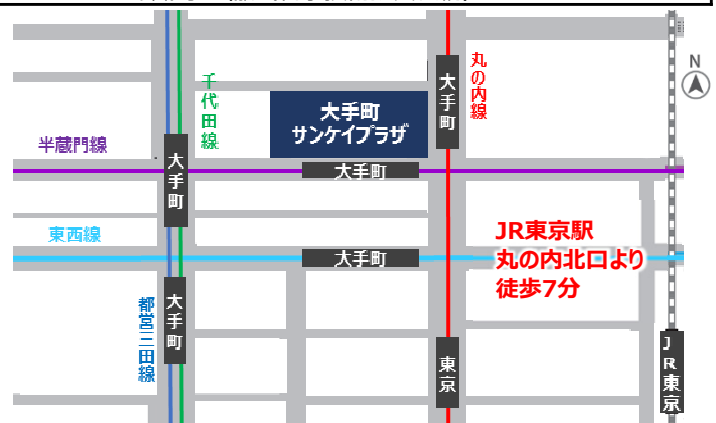 丸の内線
N
千代田線
大手町
大手町
サンケイプラザ
半蔵門線
大手町
大手町
東西線
JR東京駅
丸の内北口より
徒歩7分
大手町
都営三田線
大手町
東京
JR東京